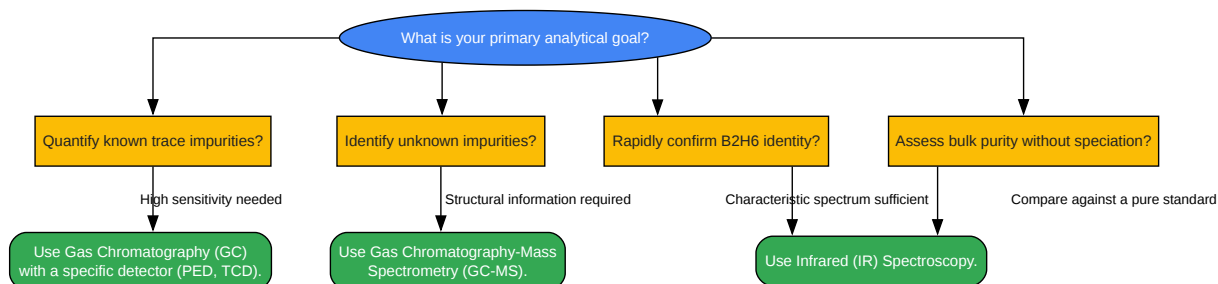 What is your primary analytical goal?
Quantify known trace impurities?
Identify unknown impurities?
Rapidly confirm B2H6 identity?
Assess bulk purity without speciation?
High sensitivity needed
Structural information required
Characteristic spectrum sufficient
Compare against a pure standard
Use Gas Chromatography (GC)
with a specific detector (PED, TCD).
Use Gas Chromatography-Mass
Spectrometry (GC-MS).
Use Infrared (IR) Spectroscopy.